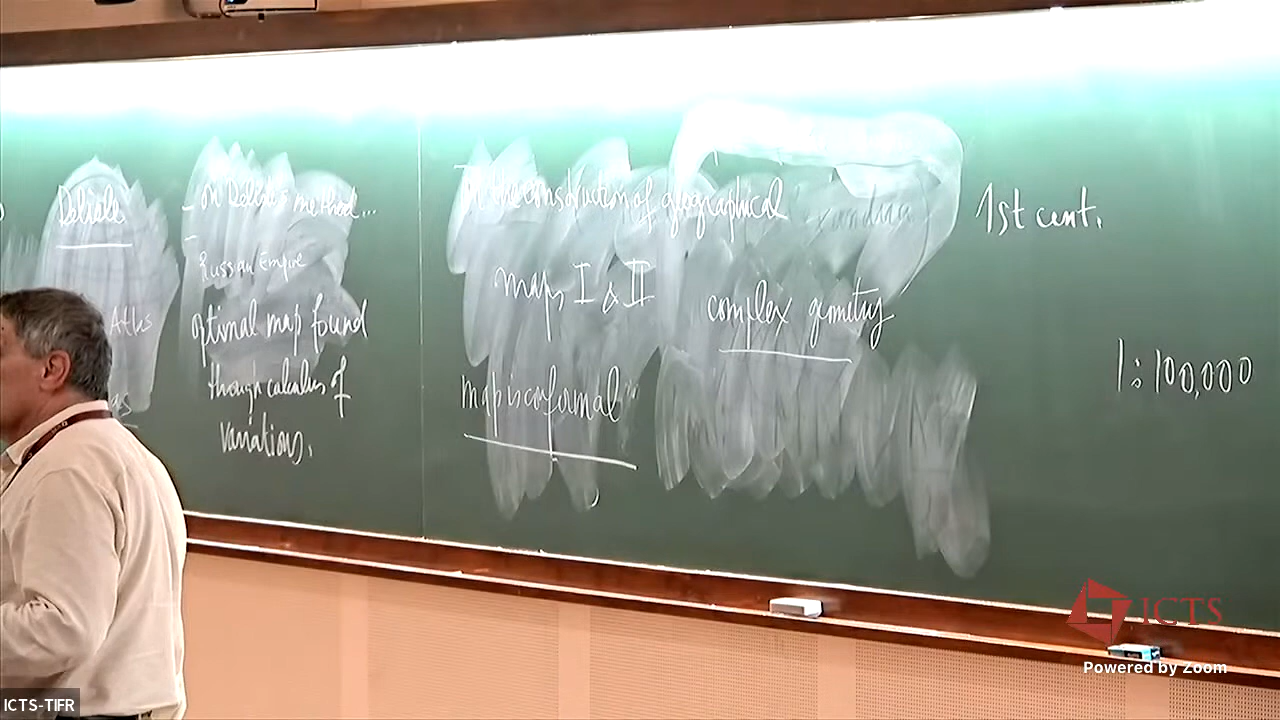 Delisle
Atlas
- On Delisle's method...
-
Russian Empire
optimal map found
through calculus of
variations.
- On the construction of geographical
maps I & II
map is conformal
complex geometry
1st cent.
1:100,000
ICTS
Powered by Zoom
ICTS-TIFR